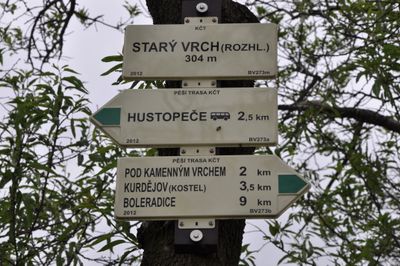 KČT
STARÝ VRCH (ROZHL.)
304 m
2012 BV273m
PĚŠÍ TRASA KČT
HUSTOPEČE 2,5 km
2012 BV273a
PĚŠÍ TRASA KČT
POD KAMENNÝM VRCHEM 2 km
KURDĚJOV (KOSTEL) 3,5 km
BOLERADICE 9 km
2012 BV273b